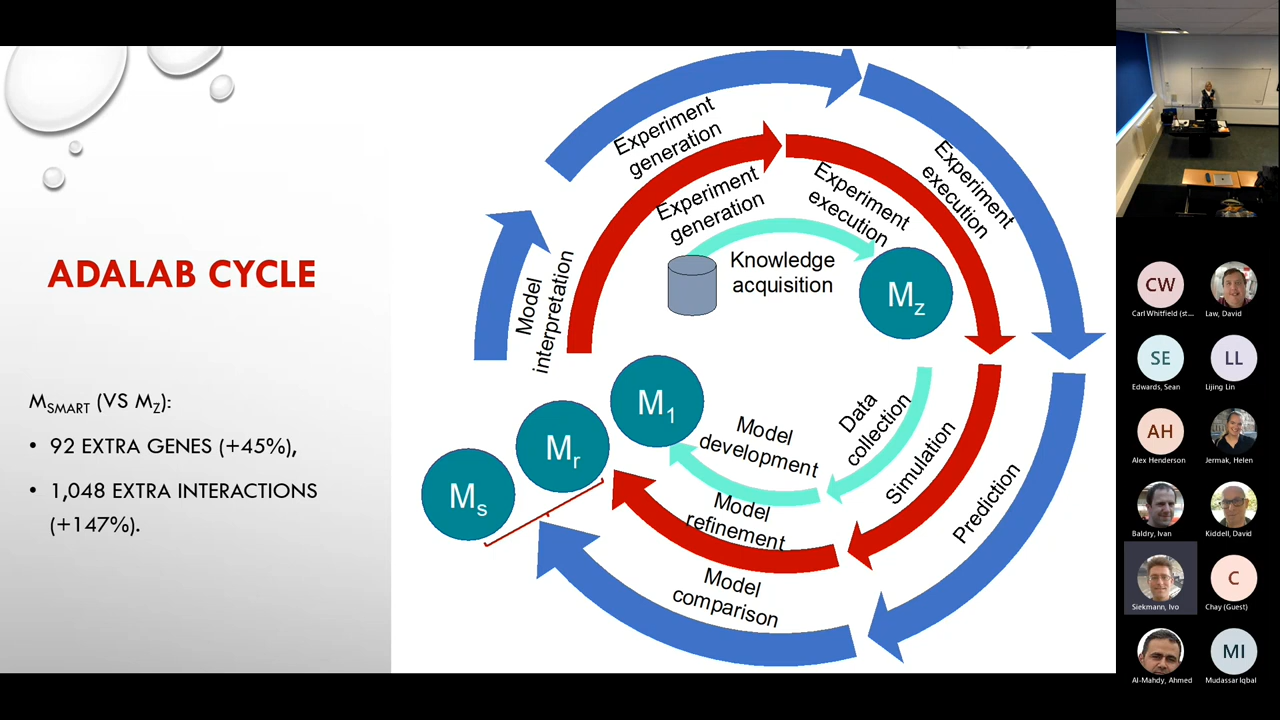 ADALAB CYCLE
MSMART (VS MZ):
• 92 EXTRA GENES (+45%),
• 1,048 EXTRA INTERACTIONS
(+147%).
Experiment
generation
Experiment
execution
Experiment
generation
Experiment
execution
Model
interpretation
Knowledge
acquisition
Mz
M1
Mr
Ms
Data
collection
Model
development
Simulation
Prediction
Model
refinement
Model
comparison
CW
Carl Whitfield (st...
Law, David
SE
Edwards, Sean
LL
Lijing Lin
AH
Alex Henderson
Jermak, Helen
Baldry, Ivan
Kiddell, David
Siekmann, Ivo
C
Chay (Guest)
Al-Mahdy, Ahmed
MI
Mudassar Iqbal